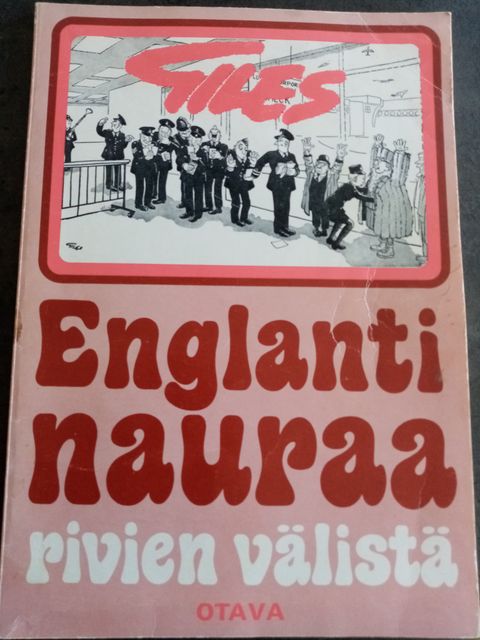 GILES
Englanti
nauraa
rivien välistä
OTAVA